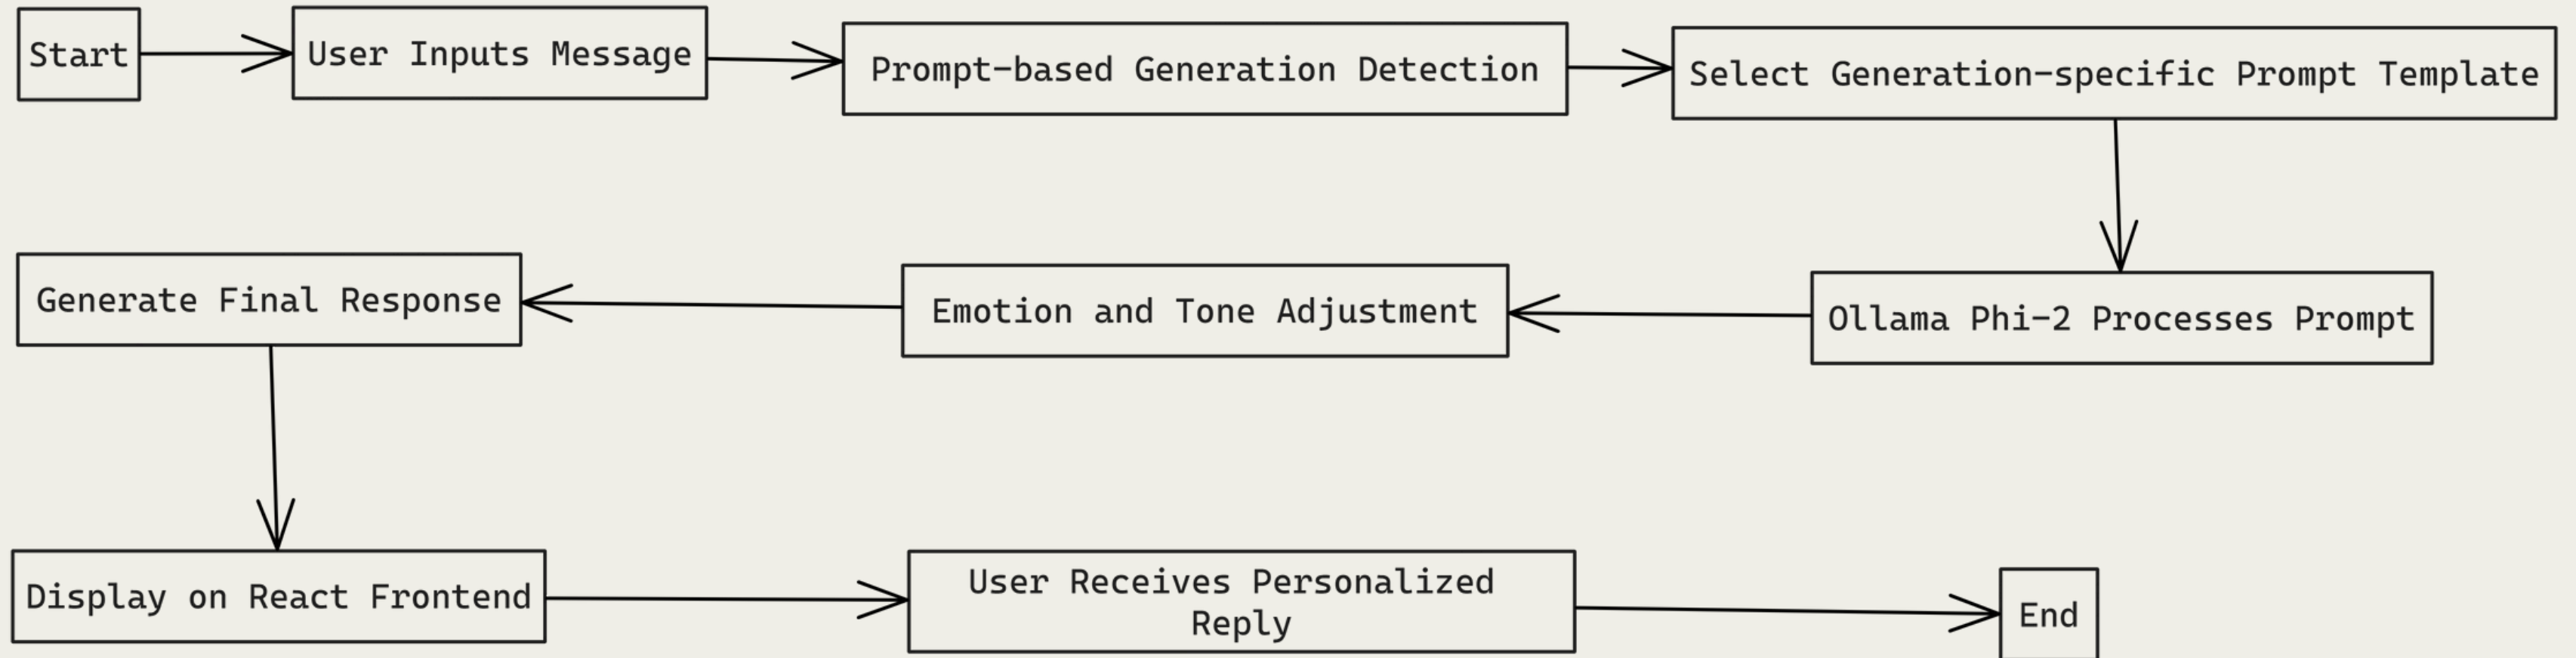 Start
User Inputs Message
Prompt-based Generation Detection
Select Generation-specific Prompt Template
Ollama Phi-2 Processes Prompt
Emotion and Tone Adjustment
Generate Final Response
Display on React Frontend
User Receives Personalized
Reply
End